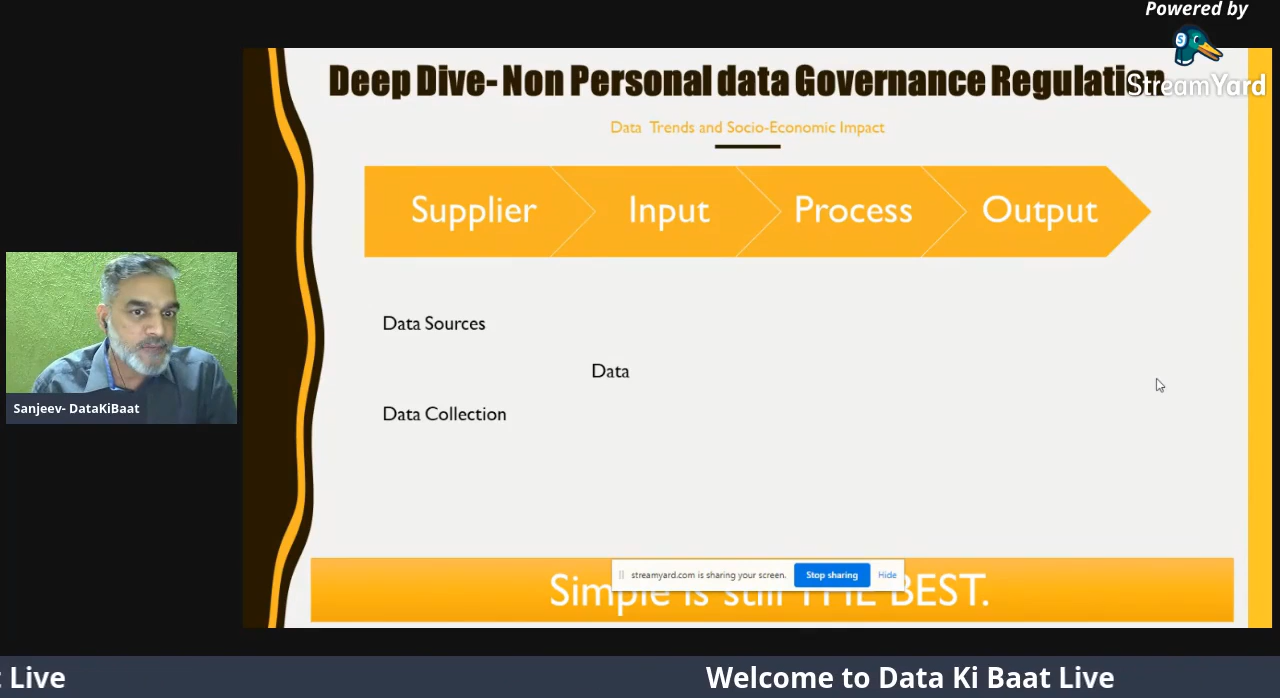 Powered by
StreamYard
Deep Dive- Non Personal data Governance Regulation
Data Trends and Socio-Economic Impact
Supplier
Input
Process
Output
Data Sources
Data
Data Collection
Sanjeev- DataKiBaat
streamyard.com is sharing your screen.
Stop sharing
Hide
Simple is still THE BEST.
t Live
Welcome to Data Ki Baat Live